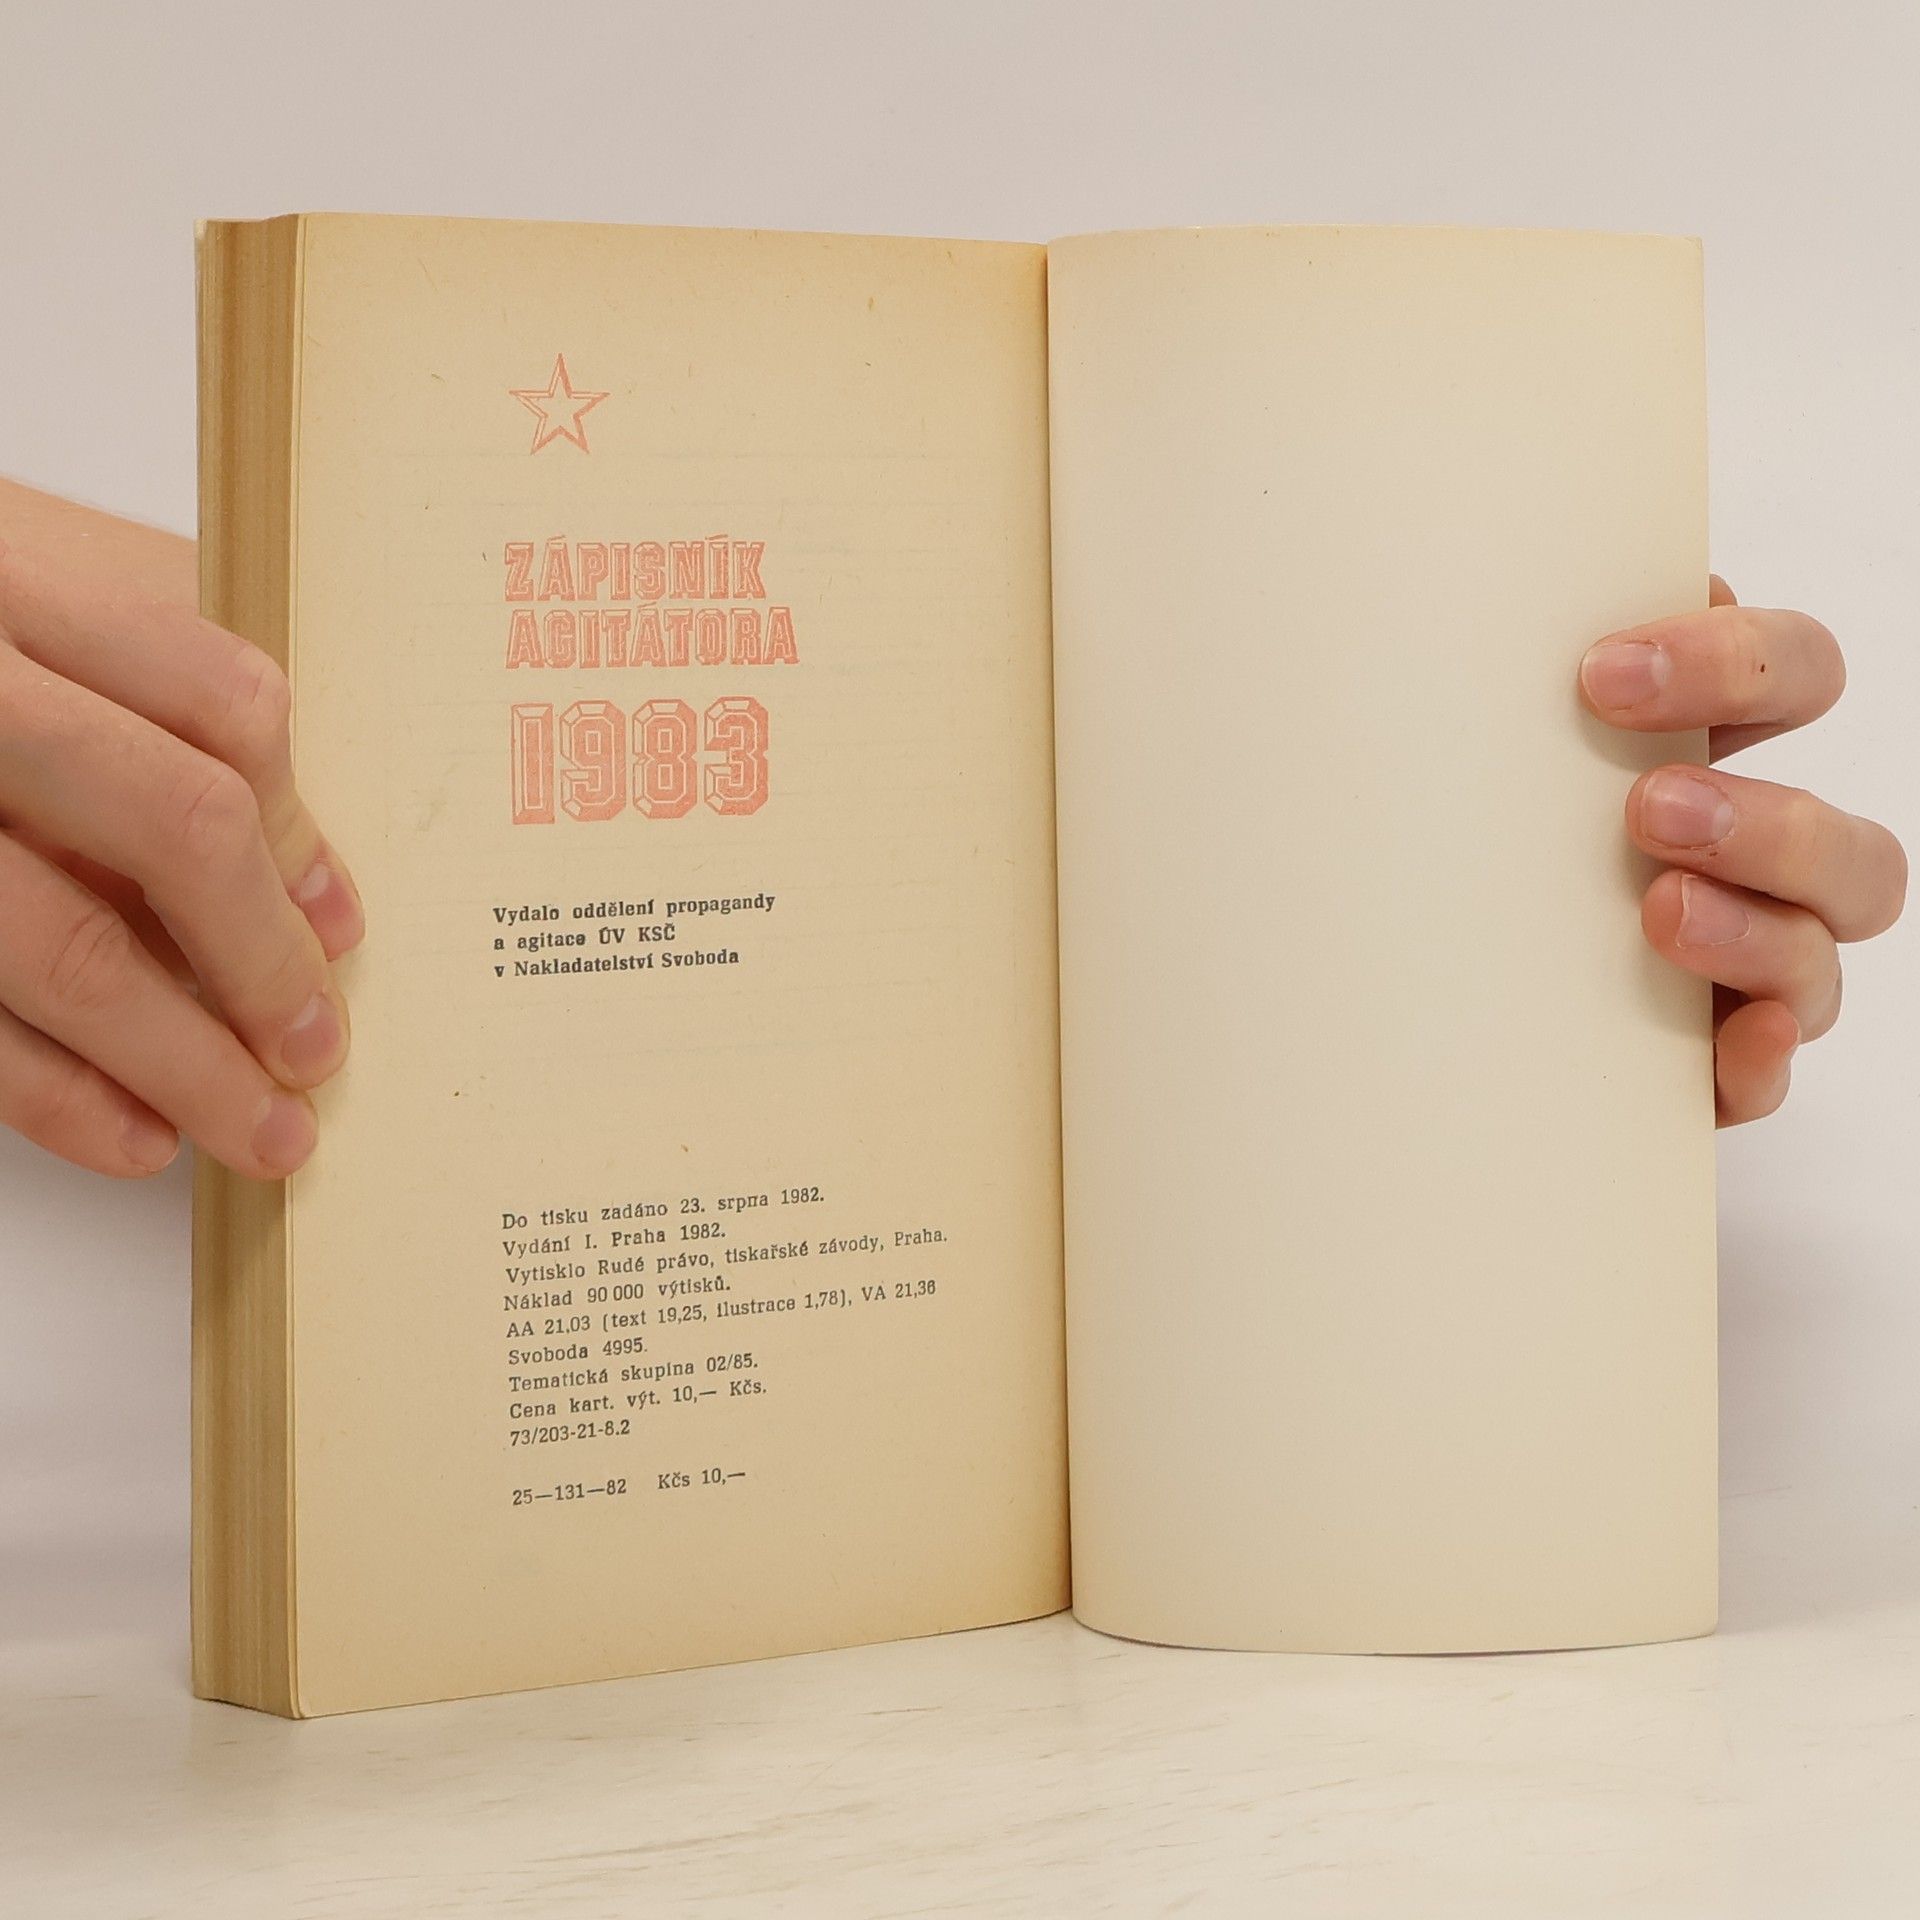 ZÁPISNÍK
AGITÁTORA
1983
Vydalo oddělení propagandy
a agitace ÚV KSČ
v Nakladatelství Svoboda
Do tisku zadáno 23. srpna 1982.
Vydání I. Praha 1982.
Vytisklo Rudé právo, tiskařské závody, Praha.
Náklad 90 000 výtisků.
AA 21,03 (text 19,25, ilustrace 1,78), VA 21,36
Svoboda 4995.
Tematická skupina 02/85.
Cena kart. výt. 10,— Kčs.
73/203-21-8.2
25—131—82 Kčs 10,—